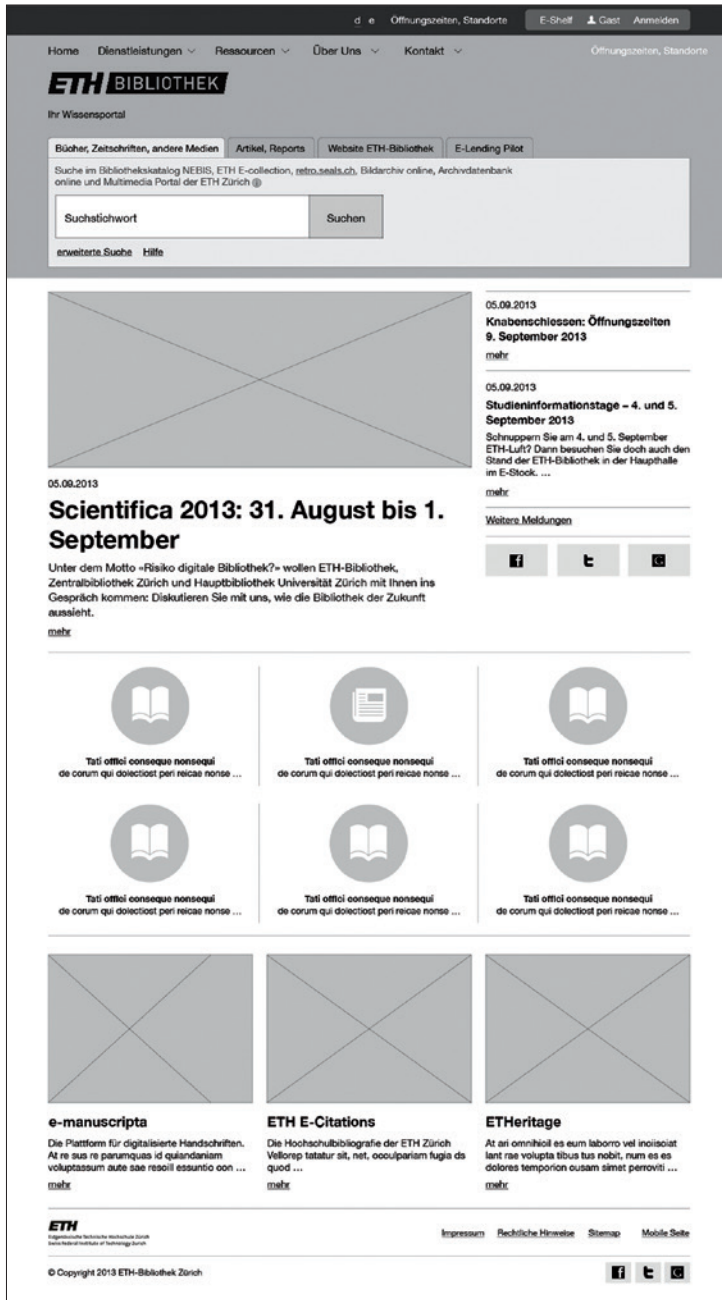 d e Öffnungszeiten, Standorte E-Shelf Gast Anmelden
Home Dienstleistungen Ressourcen Über Uns Kontakt Öffnungszeiten, Standorte
ETH BIBLIOTHEK
Ihr Wissensportal
Bücher, Zeitschriften, andere Medien Artikel, Reports Website ETH-Bibliothek E-Lending Pilot
Suche im Bibliothekskatalog NEBIS, ETH E-collection, retro.seals.ch, Bildarchiv online, Archivdatenbank
online und Multimedia Portal der ETH Zürich
Suchstichwort Suchen
erweiterte Suche Hilfe
05.09.2013
Scientifica 2013: 31. August bis 1.
September
Unter dem Motto «Risiko digitale Bibliothek?» wollen ETH-Bibliothek,
Zentralbibliothek Zürich und Hauptbibliothek Universität Zürich mit Ihnen ins
Gespräch kommen: Diskutieren Sie mit uns, wie die Bibliothek der Zukunft
aussieht.
mehr
05.09.2013
Knabenschiessen: Öffnungszeiten
9. September 2013
mehr
05.09.2013
Studieninformationstage – 4. und 5.
September 2013
Schnuppern Sie am 4. und 5. September
ETH-Luft? Dann besuchen Sie doch auch den
Stand der ETH-Bibliothek in der Haupthalle
im E-Stock. ...
mehr
Weitere Meldungen
Tati offici conseque nonsequi
de corum qui dolectiost peri reicae nonse ...
Tati offici conseque nonsequi
de corum qui dolectiost peri reicae nonse ...
Tati offici conseque nonsequi
de corum qui dolectiost peri reicae nonse ...
Tati offici conseque nonsequi
de corum qui dolectiost peri reicae nonse ...
Tati offici conseque nonsequi
de corum qui dolectiost peri reicae nonse ...
Tati offici conseque nonsequi
de corum qui dolectiost peri reicae nonse ...
e-manuscripta
Die Plattform für digitalisierte Handschriften.
At re sus re parumquas id quiandaniam
voluptassum aute sae resoill essuntio con ...
mehr
ETH E-Citations
Die Hochschulbibliografie der ETH Zürich
Vellorep tatatur sit, net, occulpariam fugia ds
quod ...
mehr
ETHeritage
At ari omnihicil es eum laborro vel inciisciat
lant rae volupta tibus tus nobit, num es es
dolores temporion cusam simet perroviti ...
mehr
ETH
Eidgenössische Technische Hochschule Zürich
Swiss Federal Institute of Technology Zurich
Impressum Rechtliche Hinweise Sitemap Mobile Seite
© Copyright 2013 ETH-Bibliothek Zürich